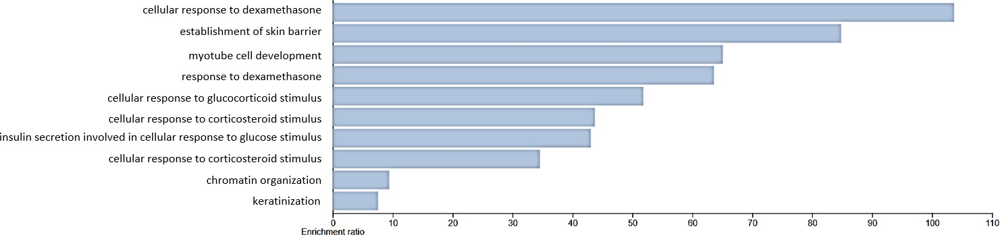 cellular response to dexamethasone
establishment of skin barrier
myotube cell development
response to dexamethasone
cellular response to glucocorticoid stimulus
cellular response to corticosteroid stimulus
insulin secretion involved in cellular response to glucose stimulus
cellular response to corticosteroid stimulus
chromatin organization
keratinization
0 10 20 30 40 50 60 70 80 90 100 110
Enrichment ratio